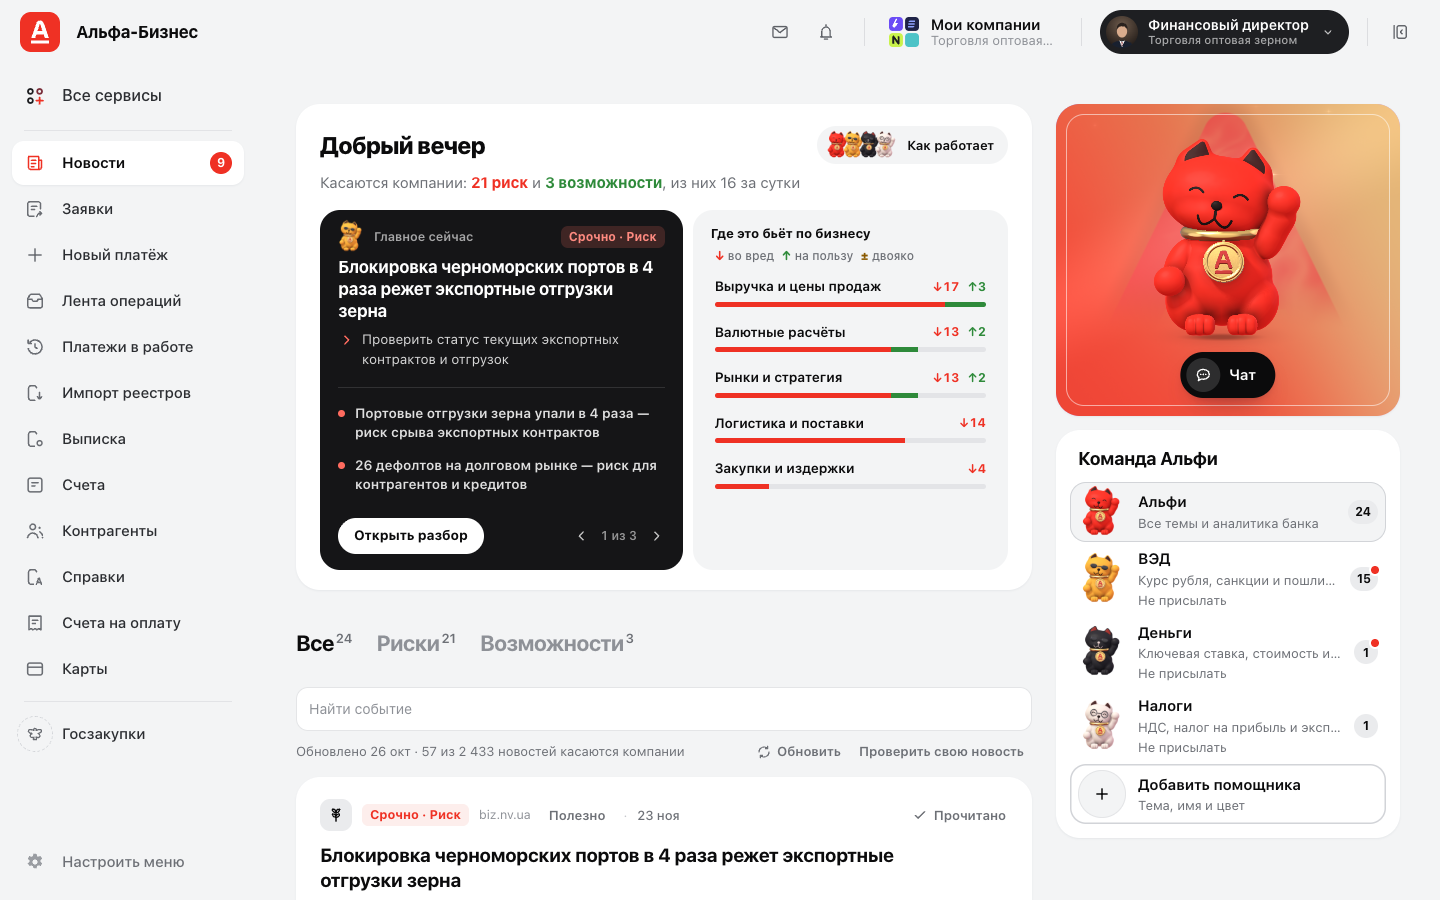 Альфа-Бизнес
Мои компании
Торговля оптовая...
Финансовый директор
Торговля оптовая зерном
Все сервисы
Новости
9
Заявки
Новый платёж
Лента операций
Платежи в работе
Импорт реестров
Выписка
Счета
Контрагенты
Справки
Счета на оплату
Карты
Госзакупки
Настроить меню
Добрый вечер
Как работает
Касаются компании: 21 риск и 3 возможности, из них 16 за сутки
Главное сейчас
Срочно · Риск
Блокировка черноморских портов в 4
раза режет экспортные отгрузки
зерна
Проверить статус текущих экспортных
контрактов и отгрузок
Портовые отгрузки зерна упали в 4 раза —
риск срыва экспортных контрактов
26 дефолтов на долговом рынке — риск для
контрагентов и кредитов
Открыть разбор
1 из 3
Где это бьёт по бизнесу
↓ во вред ↑ на пользу ± двояко
Выручка и цены продаж ↓17 ↑3
Валютные расчёты ↓13 ↑2
Рынки и стратегия ↓13 ↑2
Логистика и поставки ↓14
Закупки и издержки ↓4
Все 24
Риски 21
Возможности 3
Найти событие
Обновлено 26 окт · 57 из 2 433 новостей касаются компании
Обновить
Проверить свою новость
Срочно · Риск
biz.nv.ua
Полезно
· 23 ноя
Прочитано
Блокировка черноморских портов в 4 раза режет экспортные
отгрузки зерна
Чат
Команда Альфи
Альфи
Все темы и аналитика банка
24
ВЭД
Курс рубля, санкции и пошли...
Не присылать
15
Деньги
Ключевая ставка, стоимость и...
Не присылать
1
Налоги
НДС, налог на прибыль и эксп...
Не присылать
1
Добавить помощника
Тема, имя и цвет